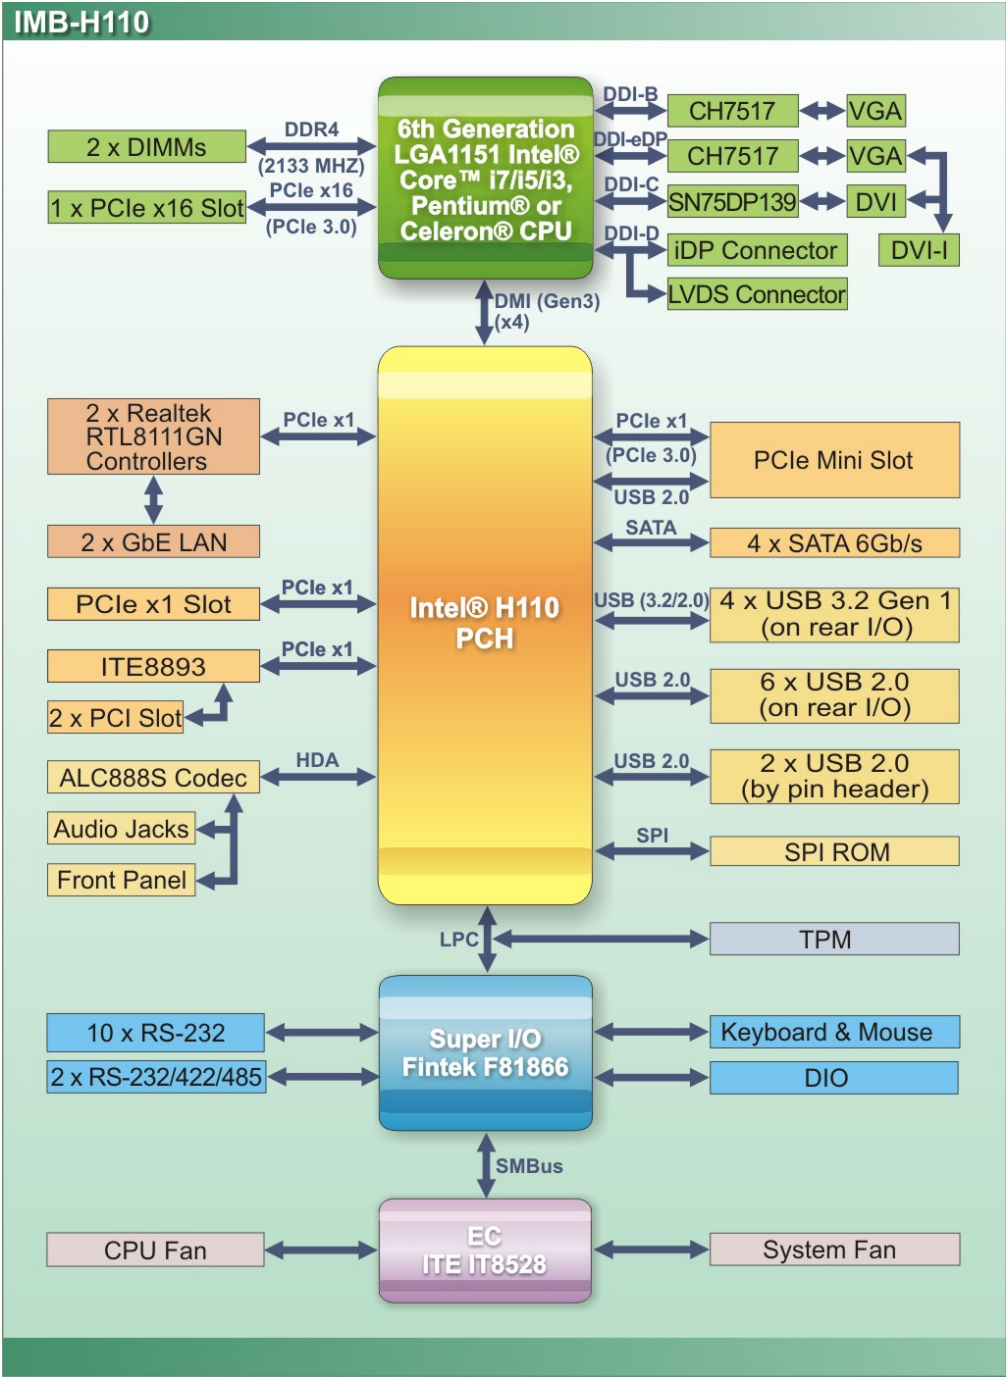 IMB-H110
6th Generation
LGA1151 Intel®
Core™ i7/i5/i3,
Pentium® or
Celeron® CPU
2 x DIMMs
DDR4
(2133 MHZ)
1 x PCIe x16 Slot
PCIe x16
(PCIe 3.0)
DDI-B
CH7517
VGA
DDI-eDP
CH7517
VGA
DDI-C
SN75DP139
DVI
DDI-D
iDP Connector
DVI-I
LVDS Connector
DMI (Gen3)
(x4)
Intel® H110
PCH
2 x Realtek
RTL8111GN
Controllers
PCIe x1
2 x GbE LAN
PCIe x1 Slot
PCIe x1
ITE8893
PCIe x1
2 x PCI Slot
ALC888S Codec
HDA
Audio Jacks
Front Panel
PCIe x1
(PCIe 3.0)
USB 2.0
PCIe Mini Slot
SATA
4 x SATA 6Gb/s
USB (3.2/2.0)
4 x USB 3.2 Gen 1
(on rear I/O)
USB 2.0
6 x USB 2.0
(on rear I/O)
USB 2.0
2 x USB 2.0
(by pin header)
SPI
SPI ROM
LPC
TPM
Super I/O
Fintek F81866
10 x RS-232
2 x RS-232/422/485
Keyboard & Mouse
DIO
SMBus
EC
ITE IT8528
CPU Fan
System Fan